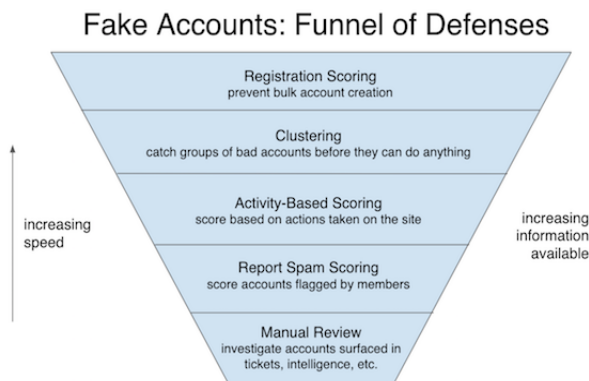 Fake Accounts: Funnel of Defenses
Registration Scoring
prevent bulk account creation
Clustering
catch groups of bad accounts before they can do anything
Activity-Based Scoring
score based on actions taken on the site
increasing
speed
increasing
information
available
Report Spam Scoring
score accounts flagged by members
Manual Review
investigate accounts surfaced in
tickets, intelligence, etc.